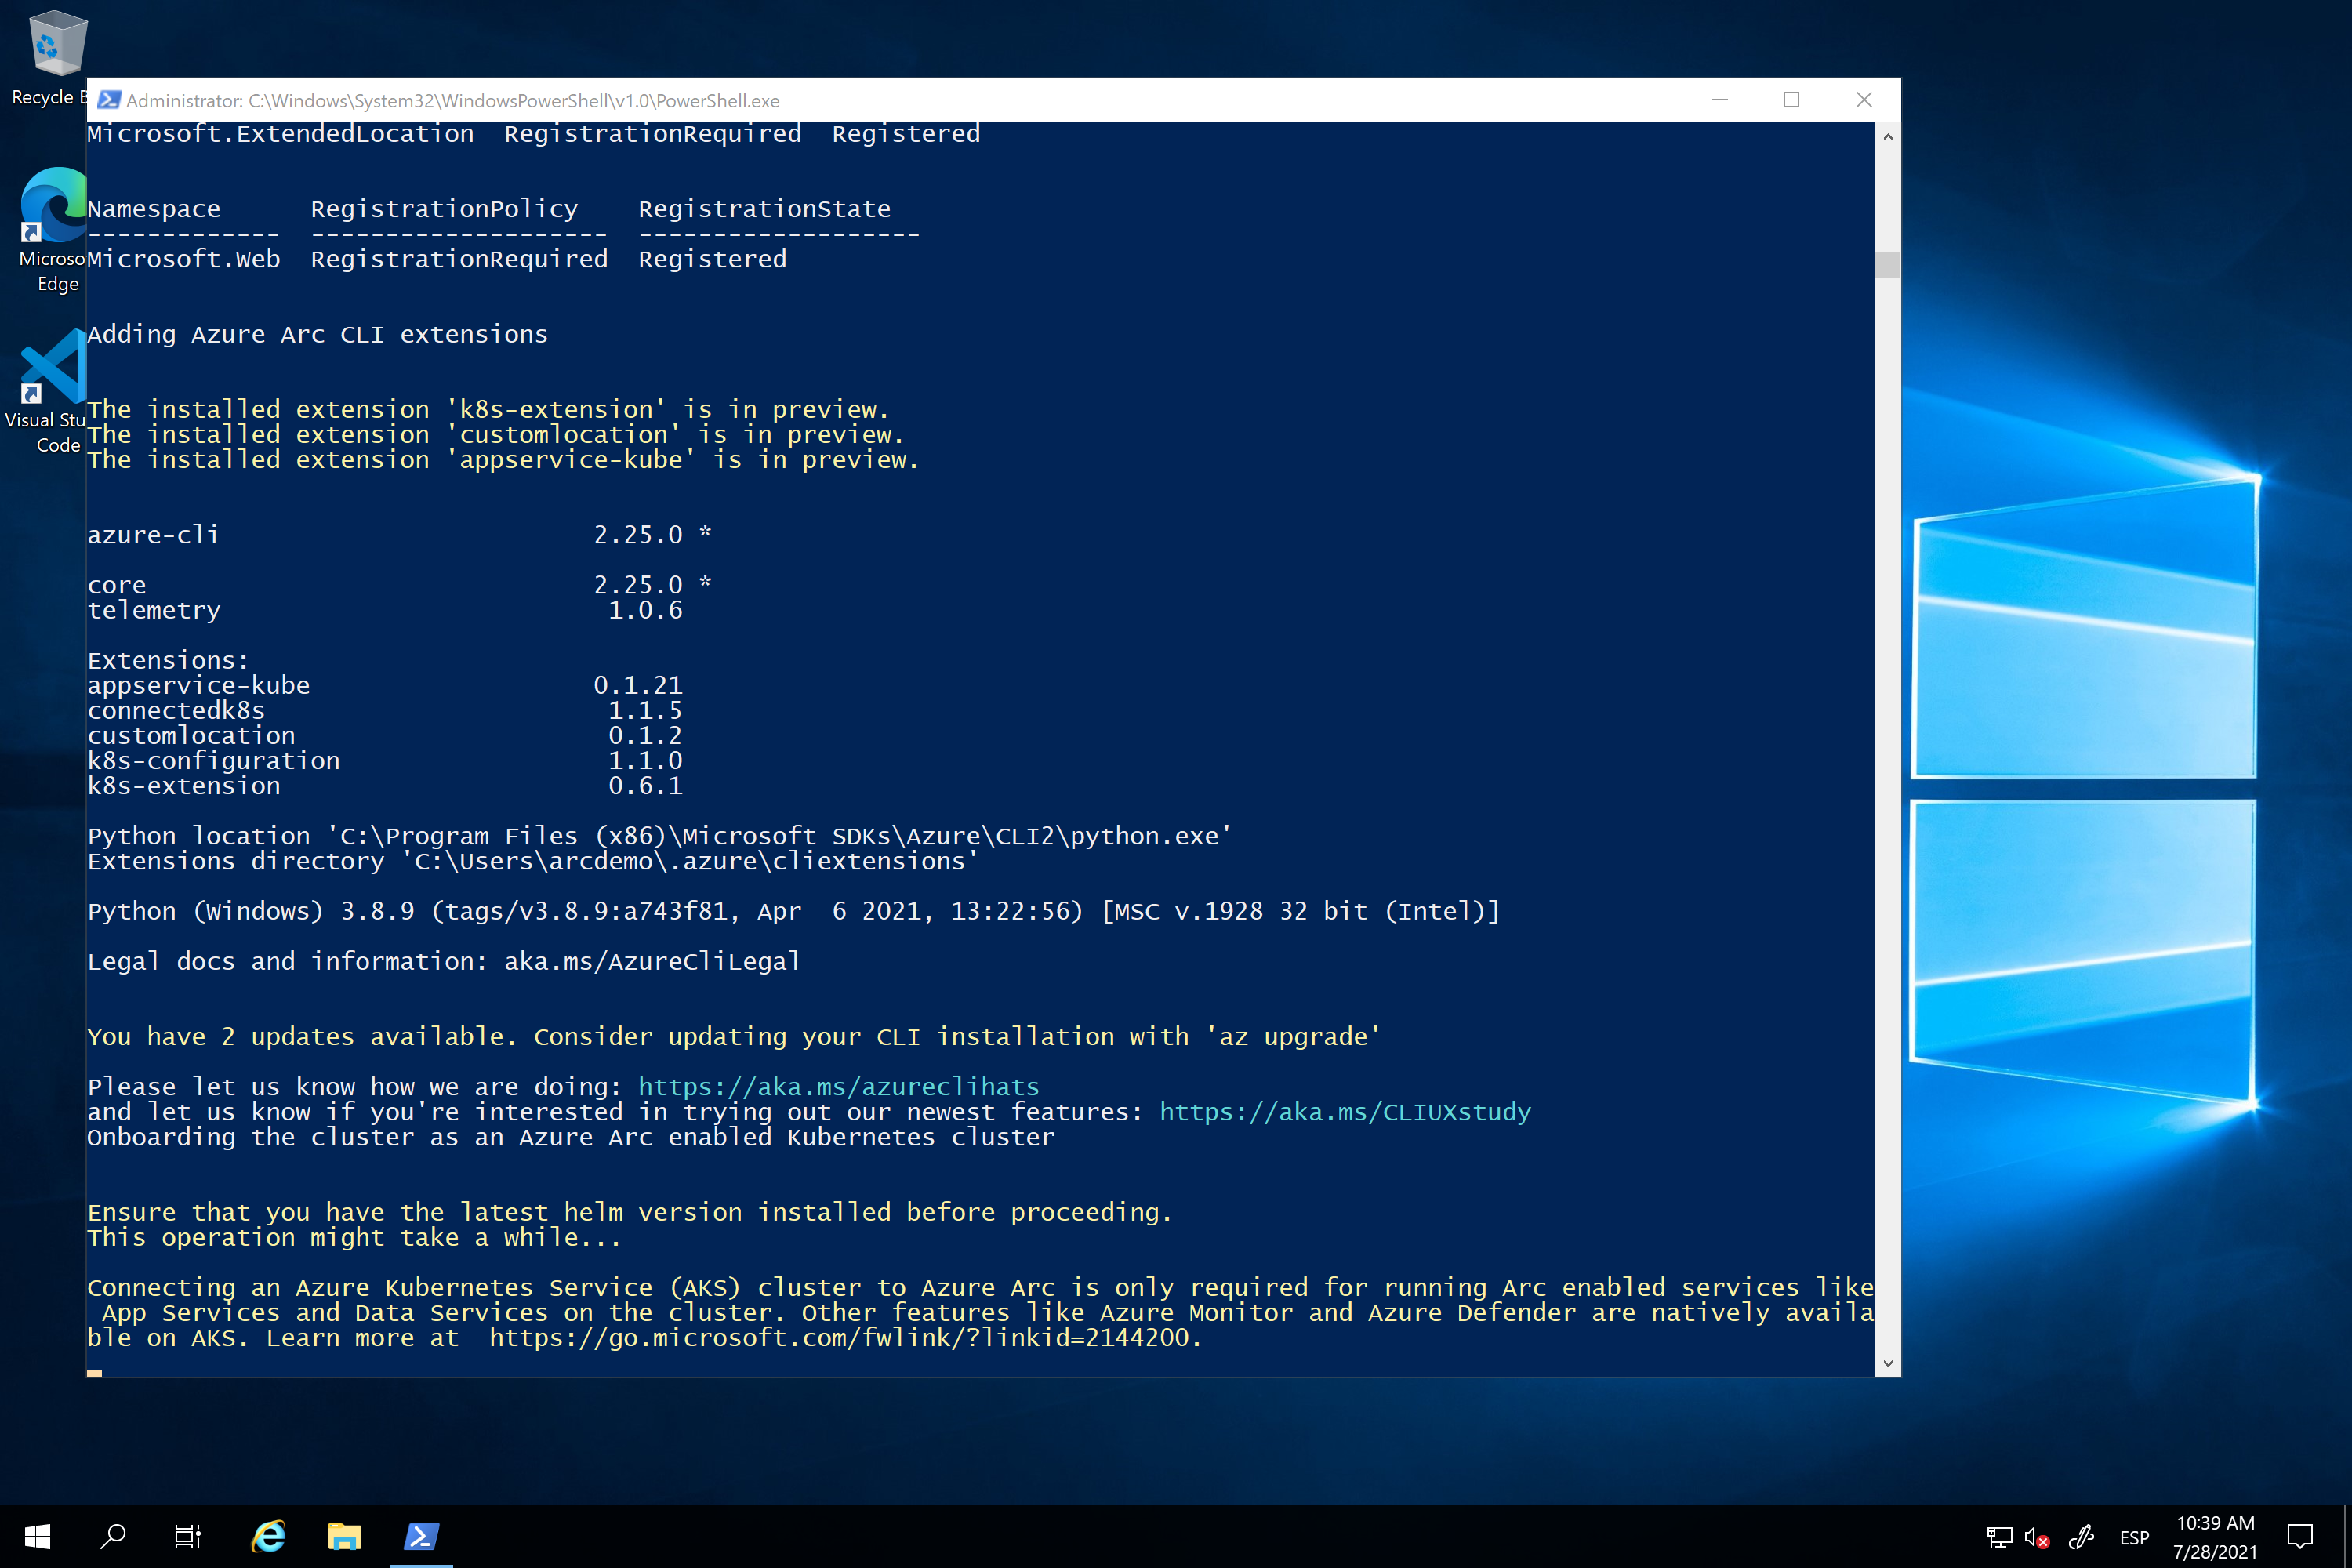 Recycle B
Microso
Edge
Visual Stu
Code
Administrator: C:\Windows\System32\WindowsPowerShell\v1.0\PowerShell.exe
Microsoft.ExtendedLocation  RegistrationRequired  Registered
Namespace      RegistrationPolicy    RegistrationState
-------------  --------------------  -------------------
Microsoft.Web  RegistrationRequired  Registered
Adding Azure Arc CLI extensions
The installed extension 'k8s-extension' is in preview.
The installed extension 'customlocation' is in preview.
The installed extension 'appservice-kube' is in preview.
azure-cli                         2.25.0 *
core                              2.25.0 *
telemetry                          1.0.6
Extensions:
appservice-kube                   0.1.21
connectedk8s                       1.1.5
customlocation                     0.1.2
k8s-configuration                  1.1.0
k8s-extension                      0.6.1
Python location 'C:\Program Files (x86)\Microsoft SDKs\Azure\CLI2\python.exe'
Extensions directory 'C:\Users\arcdemo\.azure\cliextensions'
Python (Windows) 3.8.9 (tags/v3.8.9:a743f81, Apr  6 2021, 13:22:56) [MSC v.1928 32 bit (Intel)]
Legal docs and information: aka.ms/AzureCliLegal
You have 2 updates available. Consider updating your CLI installation with 'az upgrade'
Please let us know how we are doing: https://aka.ms/azureclihats
and let us know if you're interested in trying out our newest features: https://aka.ms/CLIUXstudy
Onboarding the cluster as an Azure Arc enabled Kubernetes cluster
Ensure that you have the latest helm version installed before proceeding.
This operation might take a while...
Connecting an Azure Kubernetes Service (AKS) cluster to Azure Arc is only required for running Arc enabled services like
 App Services and Data Services on the cluster. Other features like Azure Monitor and Azure Defender are natively availa
ble on AKS. Learn more at  https://go.microsoft.com/fwlink/?linkid=2144200.
ESP
10:39 AM
7/28/2021